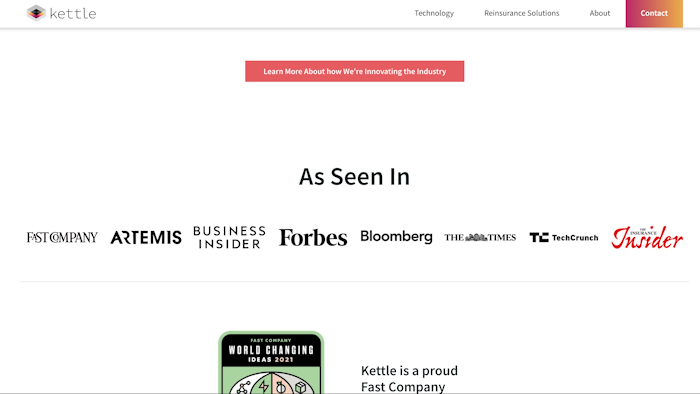 kettle
Technology
Reinsurance Solutions
About
Contact
Learn More About how We're Innovating the Industry
As Seen In
FAST COMPANY
ARTEMIS
BUSINESS
INSIDER
Forbes
Bloomberg
THE TIMES
TC TechCrunch
THE
INSURANCE
Insider
FAST COMPANY
WORLD CHANGING
IDEAS 2021
Kettle is a proud
Fast Company